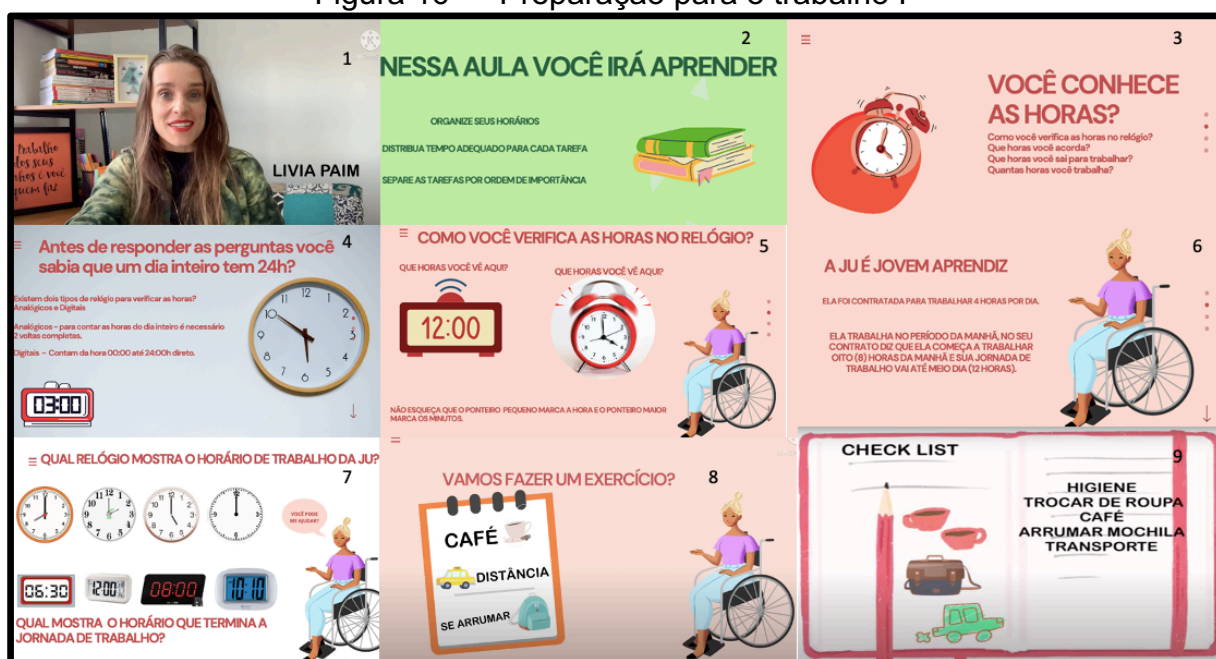 Figura 16 – Preparação para o trabalho I
1
LIVIA PAIM
2
NESSA AULA VOCÊ IRÁ APRENDER
ORGANIZE SEUS HORÁRIOS
DISTRIBUA TEMPO ADEQUADO PARA CADA TAREFA
SEPARE AS TAREFAS POR ORDEM DE IMPORTÂNCIA
3
VOCÊ CONHECE
AS HORAS?
Como você verifica as horas no relógio?
Que horas você acorda?
Que horas você sai para trabalhar?
Quantas horas você trabalha?
4
Antes de responder as perguntas você
sabia que um dia inteiro tem 24h?
Existem dois tipos de relógio para verificar as horas?
Analógicos e Digitais
Analógicos - para contar as horas do dia inteiro é necessário
2 voltas completas.
Digitais – Contam da hora 00:00 até 24:00h direto.
03:00
5
COMO VOCÊ VERIFICA AS HORAS NO RELÓGIO?
QUE HORAS VOCÊ VÊ AQUI?
QUE HORAS VOCÊ VÊ AQUI?
12:00
NÃO ESQUEÇA QUE O PONTEIRO PEQUENO MARCA A HORA E O PONTEIRO MAIOR
MARCA OS MINUTOS.
6
A JU É JOVEM APRENDIZ
ELA FOI CONTRATADA PARA TRABALHAR 4 HORAS POR DIA.
ELA TRABALHA NO PERÍODO DA MANHÃ, NO SEU
CONTRATO DIZ QUE ELA COMEÇA A TRABALHAR
OITO (8) HORAS DA MANHÃ E SUA JORNADA DE
TRABALHO VAI ATÉ MEIO DIA (12 HORAS).
QUAL RELÓGIO MOSTRA O HORÁRIO DE TRABALHO DA JU?
7
VOCÊ PODE
ME AJUDAR?
06:30
12:00
08:00
10:10
QUAL MOSTRA O HORÁRIO QUE TERMINA A
JORNADA DE TRABALHO?
8
VAMOS FAZER UM EXERCÍCIO?
CAFÉ
DISTÂNCIA
SE ARRUMAR
9
CHECK LIST
HIGIENE
TROCAR DE ROUPA
CAFÉ
ARRUMAR MOCHILA
TRANSPORTE